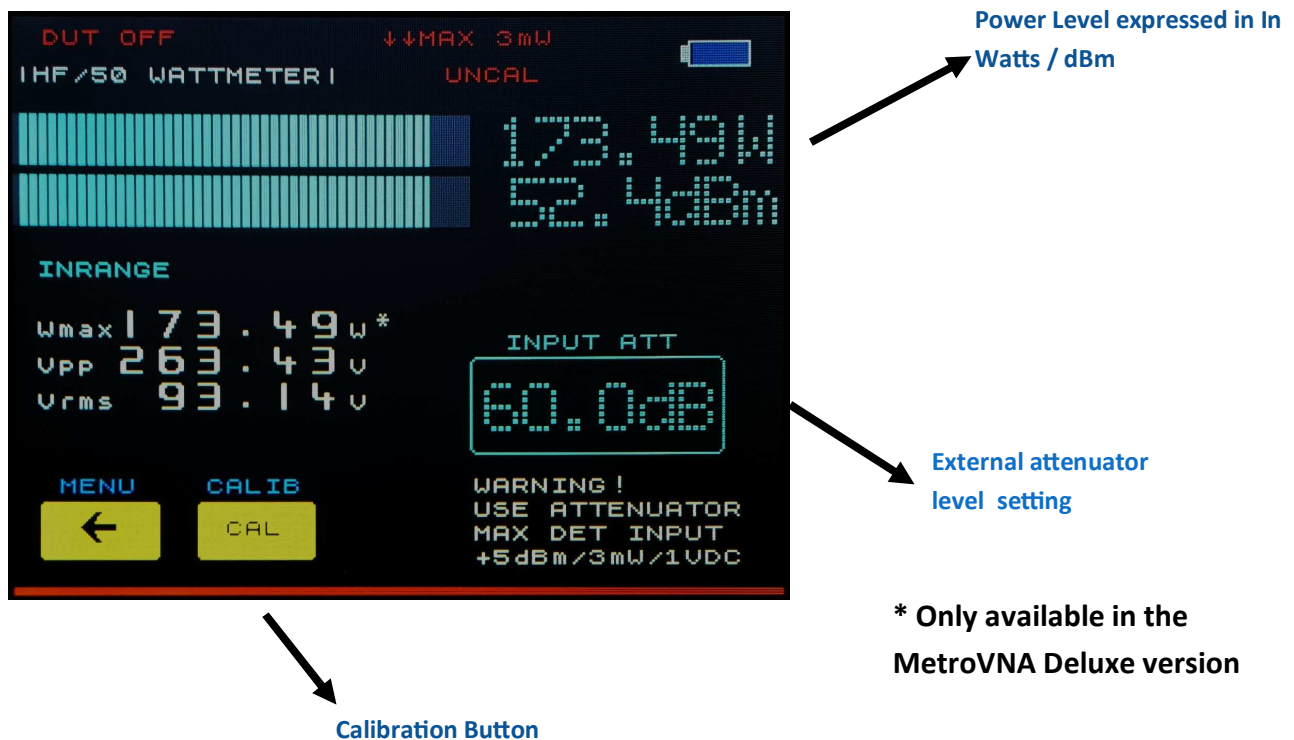 DUT OFF ↓↓MAX 3mW
|HF/50 WATTMETER| UNCAL
173.49W
52.4dBm
INRANGE
Wmax 173.49w*
Vpp 263.43v
Vrms 93.14v
INPUT ATT
60.0dB
MENU CALIB
← CAL
WARNING!
USE ATTENUATOR
MAX DET INPUT
+5dBm/3mW/1VDC
Power Level expressed in In
Watts / dBm
External attenuator
level setting
* Only available in the
MetroVNA Deluxe version
Calibration Button